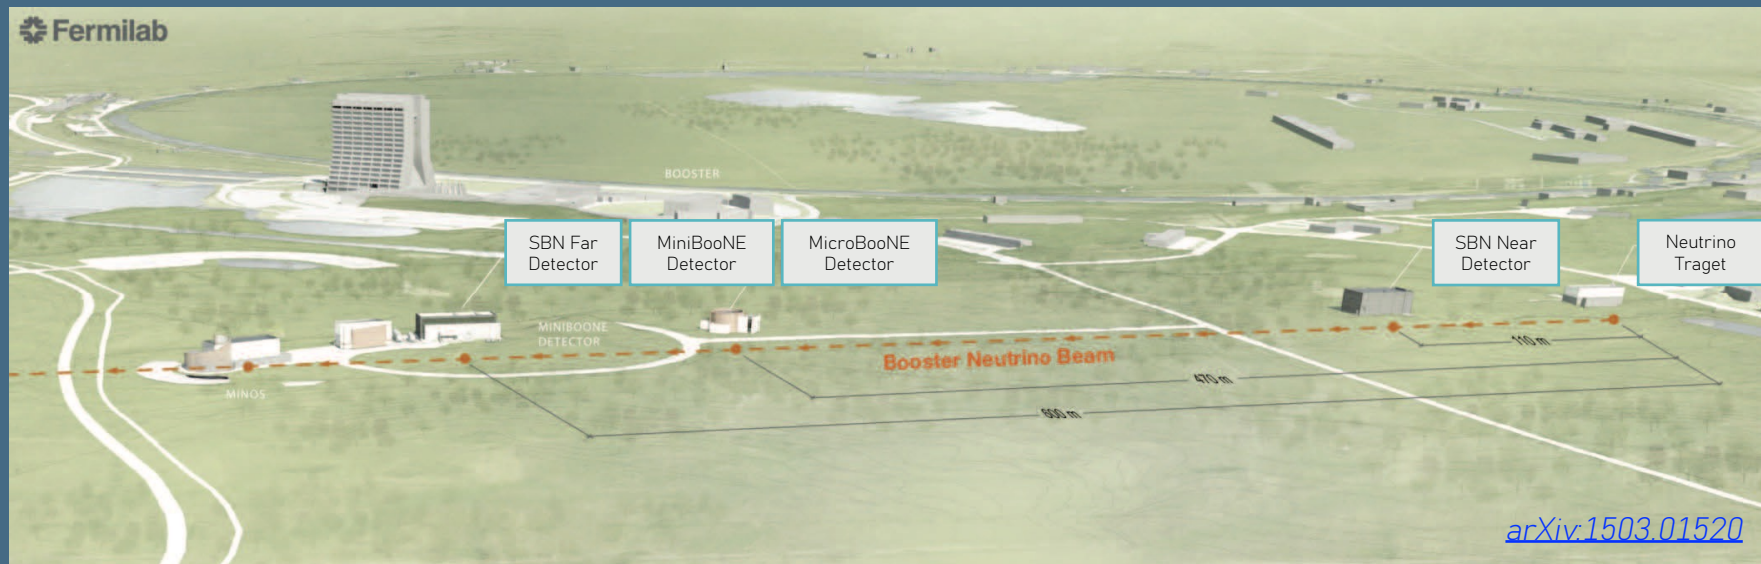 Fermilab
BOOSTER
SBN Far
Detector
MiniBooNE
Detector
MicroBooNE
Detector
SBN Near
Detector
Neutrino
Traget
MINIBOONE
DETECTOR
Booster Neutrino Beam
110 m
470 m
600 m
MINOS
arXiv:1503.01520